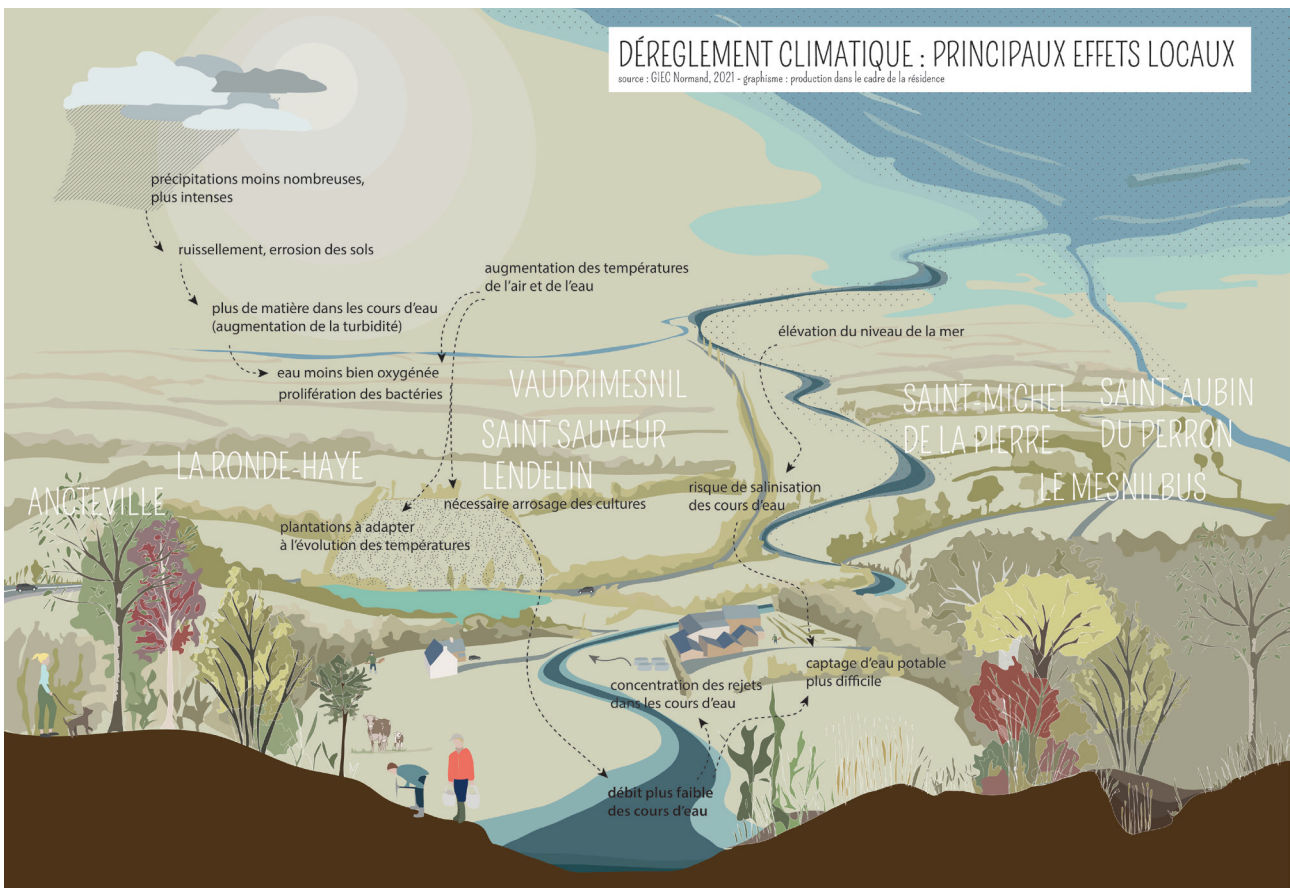 DÉREGLEMENT CLIMATIQUE : PRINCIPAUX EFFETS LOCAUX
source : GIEC Normand, 2021 - graphisme : production dans le cadre de la résidence
précipitations moins nombreuses,
plus intenses
ruissellement, errosion des sols
plus de matière dans les cours d'eau
(augmentation de la turbidité)
eau moins bien oxygénée
prolifération des bactéries
augmentation des températures
de l'air et de l'eau
élévation du niveau de la mer
VAUDRIMESNIL
SAINT SAUVEUR
LENDELIN
LA RONDE-HAYE
ANCTEVILLE
SAINT-MICHEL
DE LA PIERRE
SAINT-AUBIN
DU PERRON
LE MESNILBUS
nécessaire arrosage des cultures
plantations à adapter
à l'évolution des températures
risque de salinisation
des cours d'eau
captage d'eau potable
plus difficile
concentration des rejets
dans les cours d'eau
débit plus faible
des cours d'eau